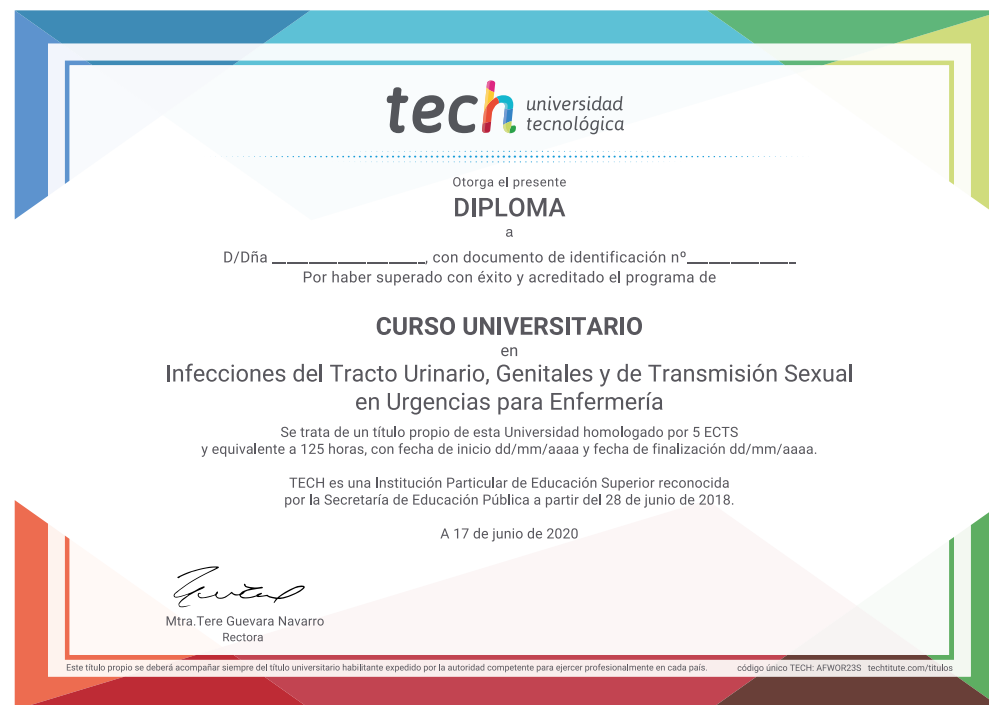 tech universidad
tecnológica
Otorga el presente
DIPLOMA
a
D/Dña ____________________, con documento de identificación nº______________
Por haber superado con éxito y acreditado el programa de
CURSO UNIVERSITARIO
en
Infecciones del Tracto Urinario, Genitales y de Transmisión Sexual
en Urgencias para Enfermería
Se trata de un título propio de esta Universidad homologado por 5 ECTS
y equivalente a 125 horas, con fecha de inicio dd/mm/aaaa y fecha de finalización dd/mm/aaaa.
TECH es una Institución Particular de Educación Superior reconocida
por la Secretaría de Educación Pública a partir del 28 de junio de 2018.
A 17 de junio de 2020
Mtra.Tere Guevara Navarro
Rectora
Este título propio se deberá acompañar siempre del título universitario habilitante expedido por la autoridad competente para ejercer profesionalmente en cada país. código único TECH: AFWOR23S techtitute.com/titulos